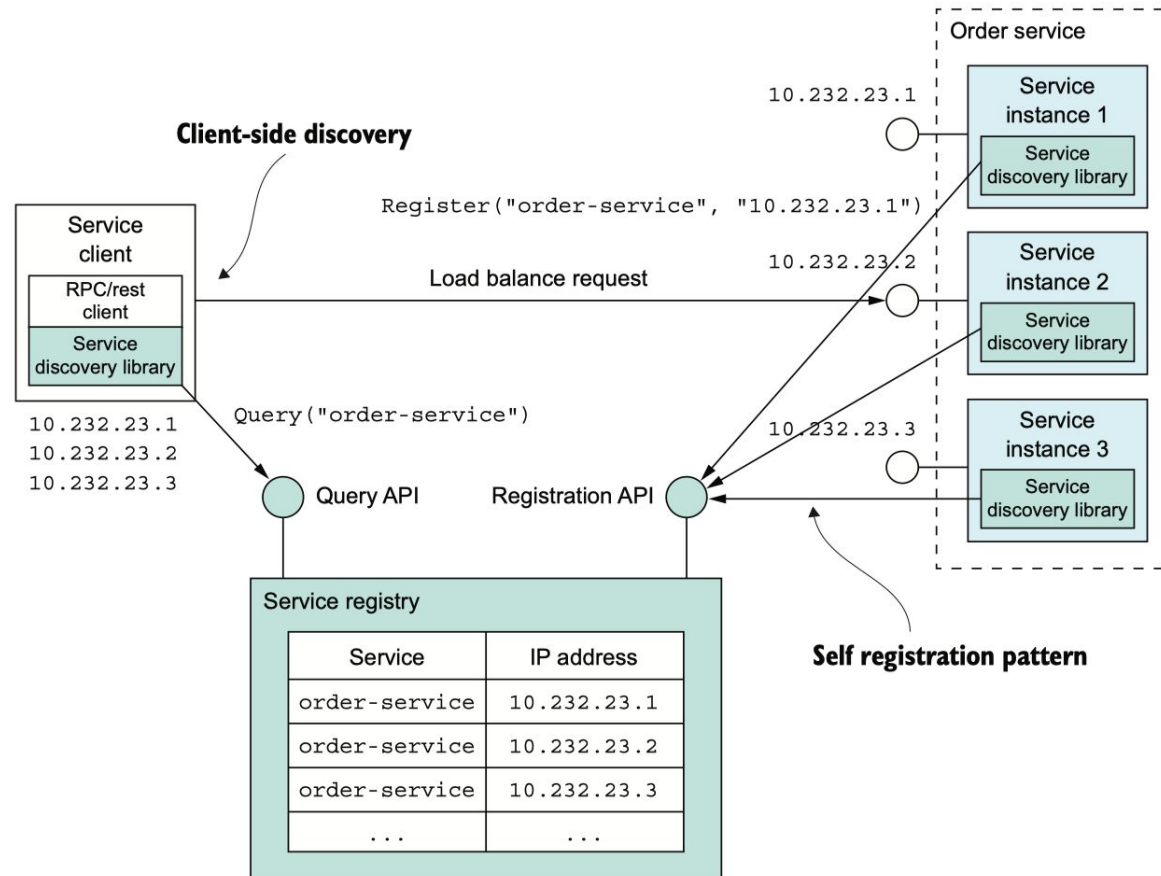 Order service
Service
instance 1
Service
discovery library
10.232.23.1
Client-side discovery
Register("order-service", "10.232.23.1")
Service
client
RPC/rest
client
Service
discovery library
10.232.23.1
10.232.23.2
10.232.23.3
Load balance request
10.232.23.2
Service
instance 2
Service
discovery library
Query("order-service")
10.232.23.3
Service
instance 3
Service
discovery library
Query API
Registration API
Self registration pattern
Service registry
Service IP address
order-service 10.232.23.1
order-service 10.232.23.2
order-service 10.232.23.3
... ...